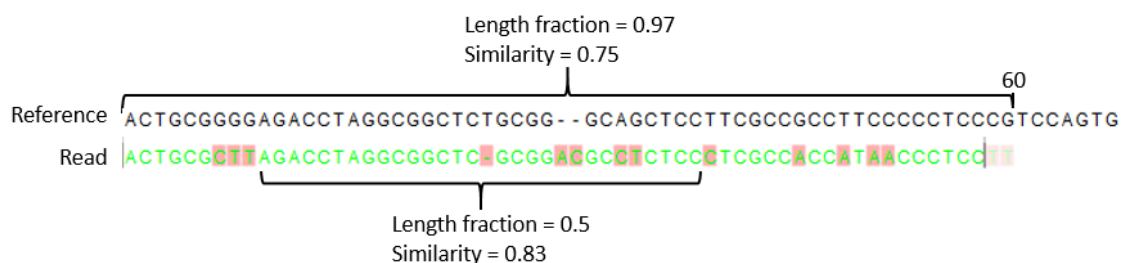 Length fraction = 0.97
Similarity = 0.75
60
Reference ACTGCGGGGAGACCTAGGCGGCTCTGCGG--GCAGCTCCTTCGCCGCCTTCCCCCTCCCGTCCAGTG
Read ACTGCGCTTAGACCTAGGCGGCTC-GCGGACGCCTCTCCCTCGCCACCATAACCCTCCTT
Length fraction = 0.5
Similarity = 0.83